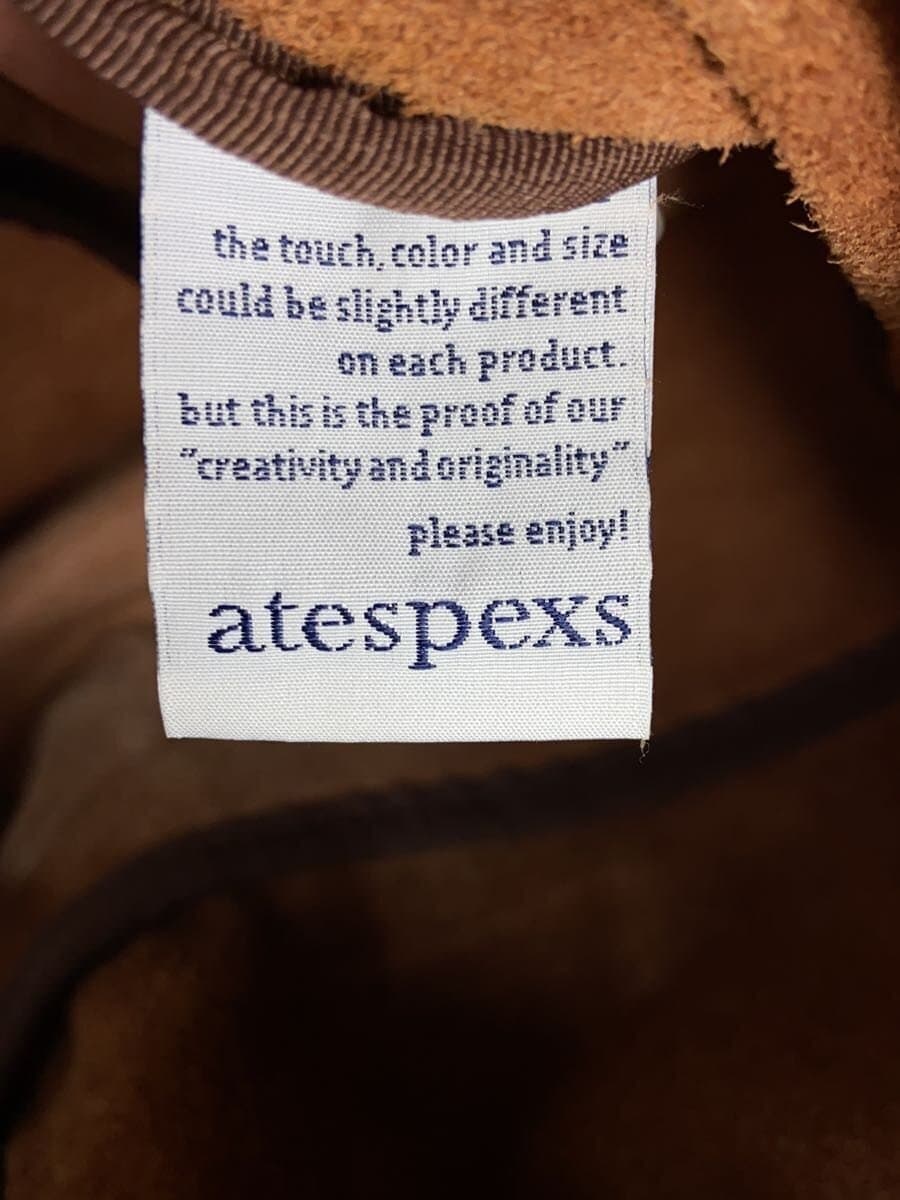 the touch, color and size
could be slightly different
on each product.
but this is the proof of our
"creativity and originality"
please enjoy!
atespexs